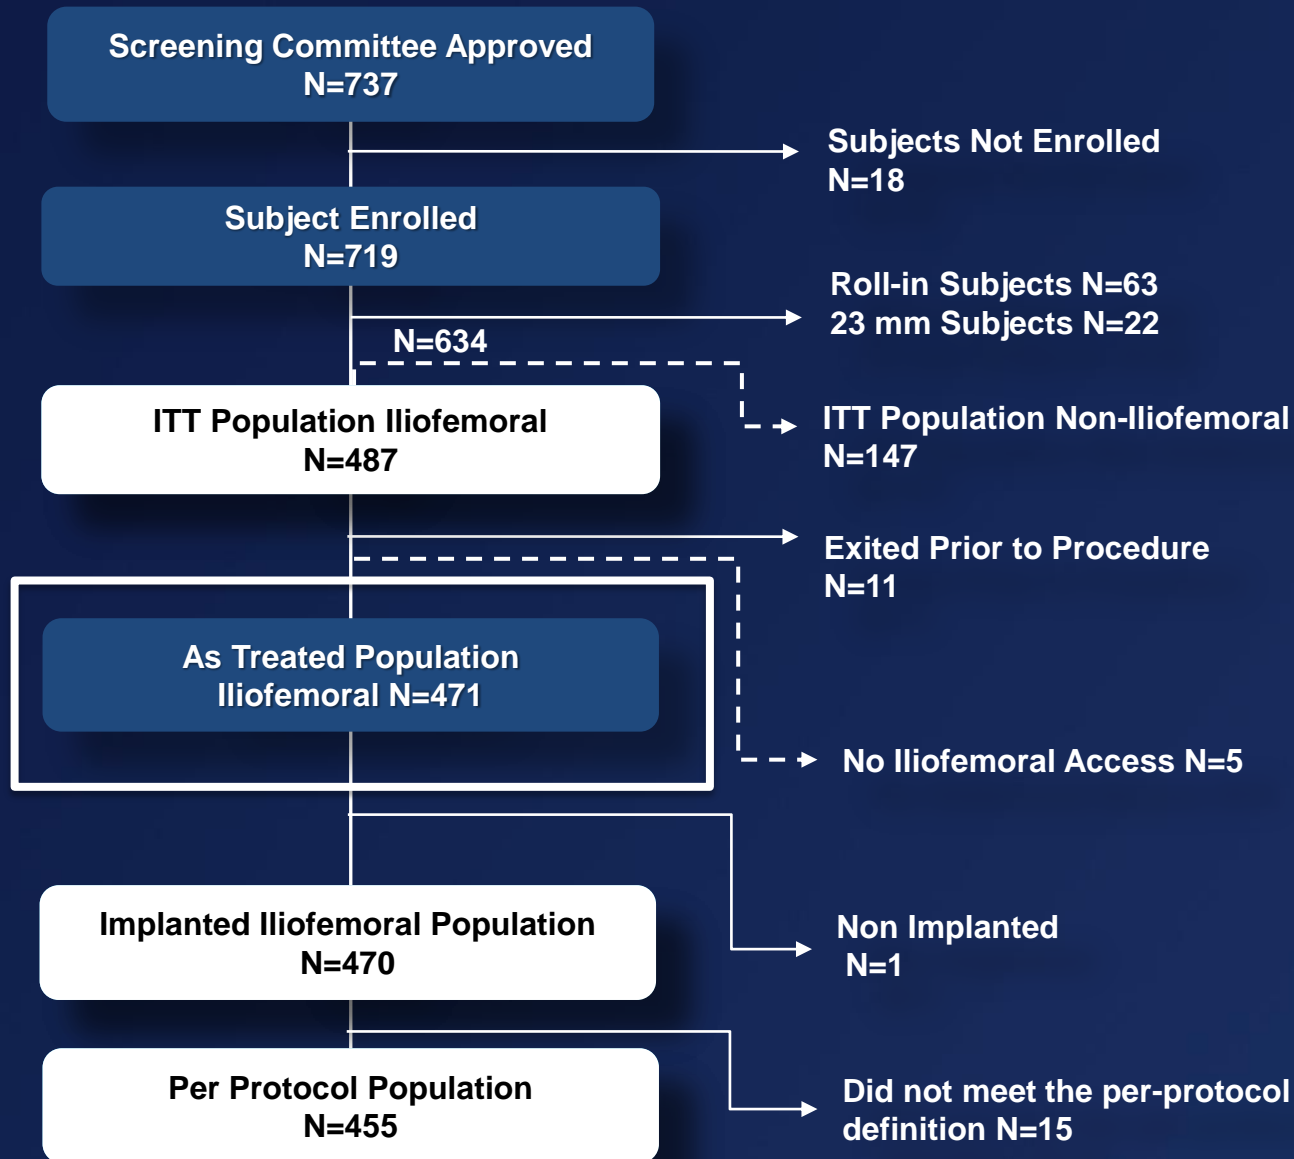 Screening Committee Approved
N=737
Subjects Not Enrolled
N=18
Subject Enrolled
N=719
Roll-in Subjects N=63
23 mm Subjects N=22
N=634
ITT Population Iliofemoral
N=487
ITT Population Non-Iliofemoral
N=147
Exited Prior to Procedure
N=11
As Treated Population
Iliofemoral N=471
No Iliofemoral Access N=5
Implanted Iliofemoral Population
N=470
Non Implanted
N=1
Per Protocol Population
N=455
Did not meet the per-protocol
definition N=15